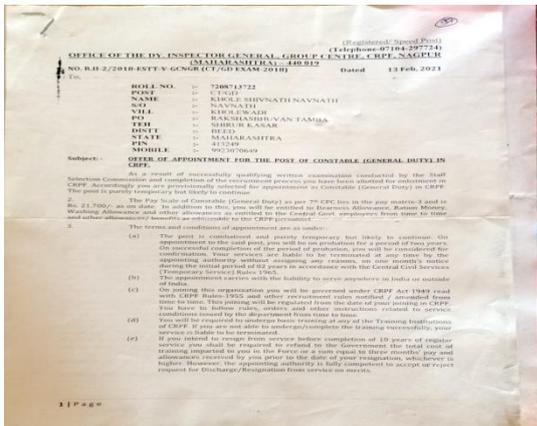 (Registered/ Speed Post)
(Telephone-07104-297724)
OFFICE OF THE DY. INSPECTOR GENERAL, GROUP CENTRE, CRPF, NAGPUR
(MAHARASHTRA) – 440 019
NO. R.II-2/2018-ESTT-V-GCNGR (CT/GD EXAM-2018) Dated 13 Feb, 2021
To,
ROLL NO. :- 7208713722
POST :- CT/GD
NAME :- KHOLE SHIVNATH NAVNATH
S/O :- NAVNATH
VILL :- KHOLEWADI
PO :- RAKSHASBHUVAN TAMBA
TEH :- SHIRUR KASAR
DISTT :- BEED
STATE :- MAHARASHTRA
PIN :- 413249
MOBILE :- 9923070649
Subject: - OFFER OF APPOINTMENT FOR THE POST OF CONSTABLE (GENERAL DUTY) IN
CRPF.
As a result of successfully qualifying written examination conducted by the Staff
Selection Commission and completion of the recruitment process you have been allotted for enlistment in
CRPF. Accordingly you are provisionally selected for appointment as Constable (General Duty) in CRPF.
The post is purely temporary but likely to continue
2. The Pay Scale of Constable (General Duty) as per 7th CPC lies in the pay matrix-3 and is
Rs. 21,700/- as on date. In addition to this, you will be entitled to Dearness Allowance, Ration Money,
Washing Allowance and other allowances as entitled to the Central Govt. employees from time to time
and other allowances/ benefits as admissible to the CRPF personnel.
3. The terms and conditions of appointment are as under:-
(a) The post is combatised and purely temporary but likely to continue. On
appointment to the said post, you will be on probation for a period of two years.
On successful completion of the period of probation, you will be considered for
confirmation. Your services are liable to be terminated at any time by the
appointing authority without assigning any reasons, on one month's notice
during the initial period of 02 years in accordance with the Central Civil Services
(Temporary Service) Rules 1965.
(b) The appointment carries with the liability to serve anywhere in India or outside
of India.
(c) On joining this organization you will be governed under CRPF Act-1949 read
with CRPF Rules-1955 and other recruitment rules notified / amended from
time to time. This joining will be regulated from the date of your joining in CRPF.
You have to follow rules, orders and other instructions related to service
conditions issued by the department from time to time.
(d) You will be required to undergo basic training at any of the Training Institutions
of CRPF. If you are not able to undergo/complete the training successfully, your
service is liable to be terminated.
(e) If you intend to resign from service before completion of 10 years of regular
service you shall be required to refund to the Government the total cost of
training imparted to you in the Force or a sum equal to three months' pay and
allowances received by you prior to the date of your resignation, whichever is
higher. However the appointing authority is fully competent to accept or reject
request for Discharge/Resignation from service on merits.
1 | Page